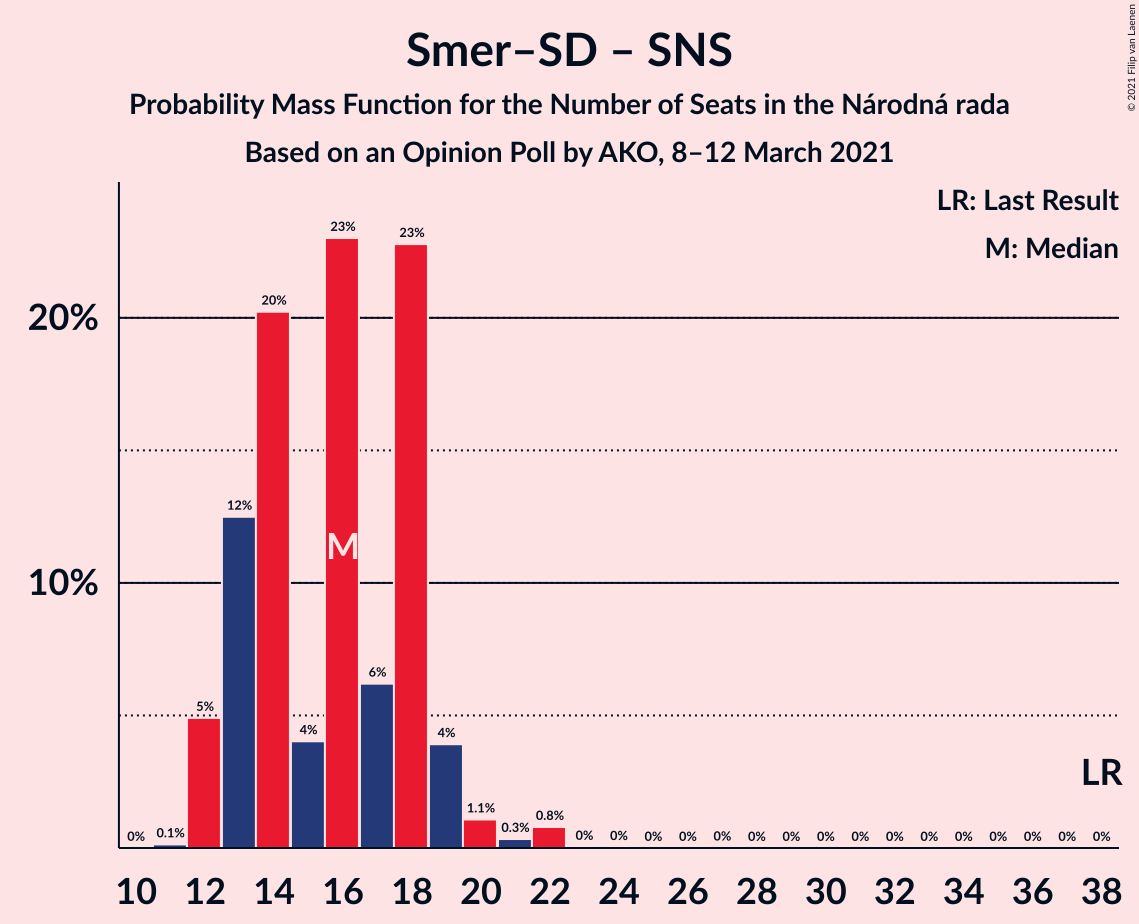 Smer–SD – SNS
Probability Mass Function for the Number of Seats in the Národná rada
Based on an Opinion Poll by AKO, 8–12 March 2021
© 2021 Filip van Laenen
LR: Last Result
M: Median
20%
10%
0% 0.1% 5% 12% 20% 4% 23% 6% 23% 4% 1.1% 0.3% 0.8% 0% 0% 0% 0% 0% 0% 0% 0% 0% 0% 0% 0% 0% 0% 0% 0%
M
LR
10 12 14 16 18 20 22 24 26 28 30 32 34 36 38